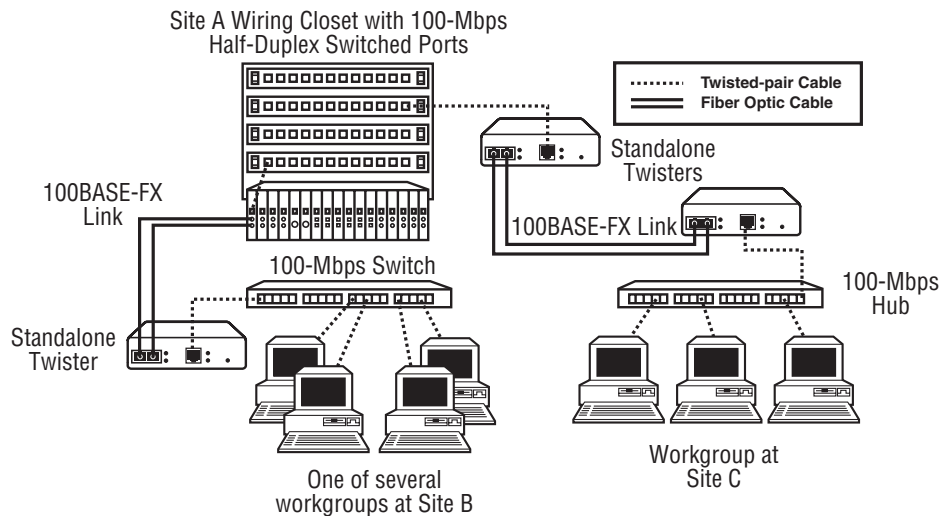 Site A Wiring Closet with 100-Mbps
Half-Duplex Switched Ports
Twisted-pair Cable
Fiber Optic Cable
Standalone
Twisters
100BASE-FX
Link
100BASE-FX Link
100-Mbps Switch
100-Mbps
Hub
Standalone
Twister
One of several
workgroups at Site B
Workgroup at
Site C